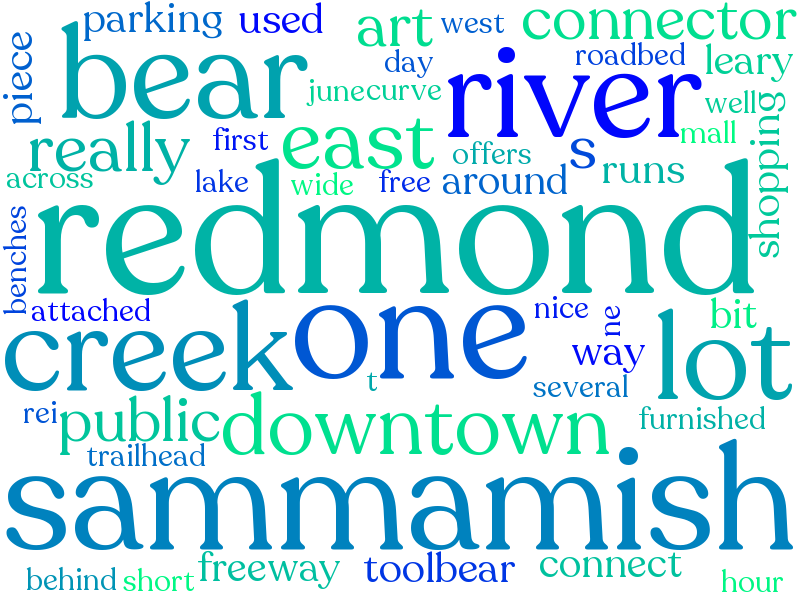 parking used art west connector
piece bear day river roadbed leary
june curve well
really first east s mall shopping
across lake wide free offers around runs
redmond
benches attached one nice ne bit
creek way lot
t several
rei public downtown furnished
trailhead
sammamish
behind short freeway toolbear connect hour